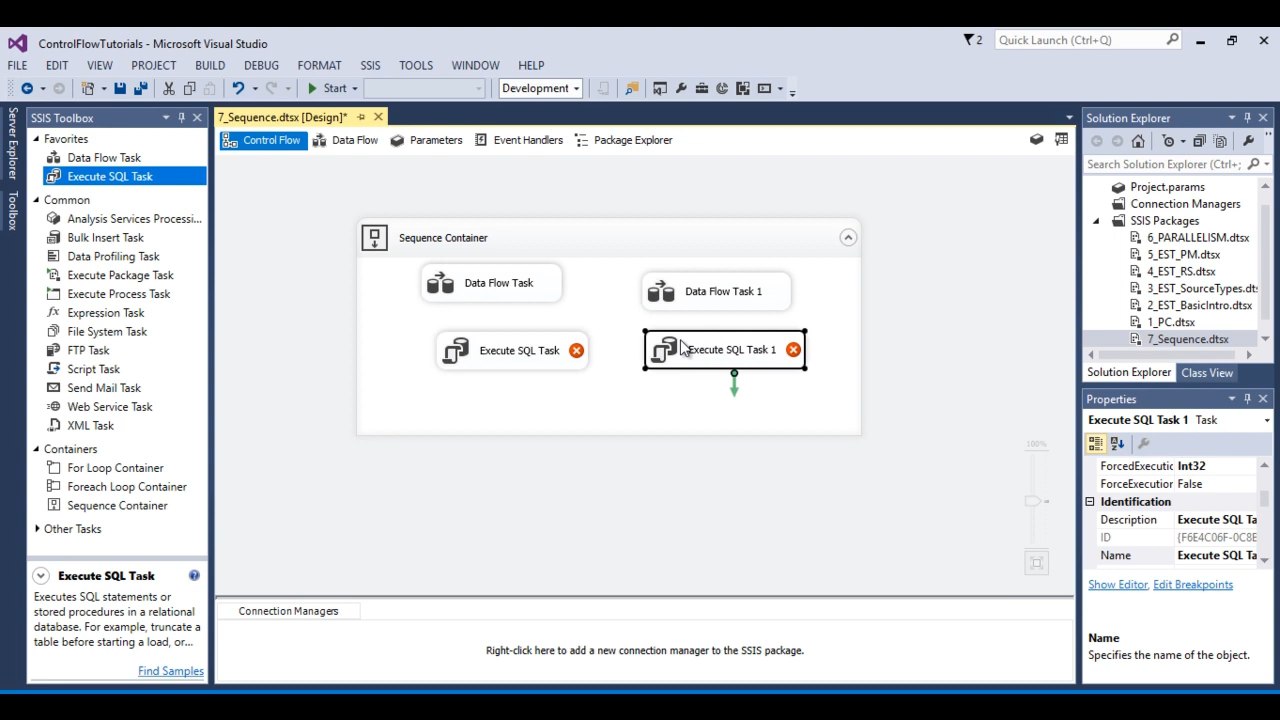 ControlFlowTutorials - Microsoft Visual Studio
2
Quick Launch (Ctrl+Q)
FILE EDIT VIEW PROJECT BUILD DEBUG FORMAT SSIS TOOLS WINDOW HELP
Start
Development
Server Explorer
Toolbox
SSIS Toolbox
Favorites
Data Flow Task
Execute SQL Task
Common
Analysis Services Processi...
Bulk Insert Task
Data Profiling Task
Execute Package Task
Execute Process Task
Expression Task
File System Task
FTP Task
Script Task
Send Mail Task
Web Service Task
XML Task
Containers
For Loop Container
Foreach Loop Container
Sequence Container
Other Tasks
Execute SQL Task
Executes SQL statements or
stored procedures in a relational
database. For example, truncate a
table before starting a load, or...
Find Samples
7_Sequence.dtsx [Design]*
Control Flow Data Flow Parameters Event Handlers Package Explorer
Sequence Container
Data Flow Task
Data Flow Task 1
Execute SQL Task
Execute SQL Task 1
100%
Connection Managers
Right-click here to add a new connection manager to the SSIS package.
Solution Explorer
Search Solution Explorer (Ctrl+;
Project.params
Connection Managers
SSIS Packages
6_PARALLELISM.dtsx
5_EST_PM.dtsx
4_EST_RS.dtsx
3_EST_SourceTypes.dts
2_EST_BasicIntro.dtsx
1_PC.dtsx
7_Sequence.dtsx
Solution Explorer Class View
Properties
Execute SQL Task 1 Task
ForcedExecutic Int32
ForceExecution False
Identification
Description Execute SQL Ta
ID {F6E4C06F-0C8E
Name Execute SQL Ta
Show Editor, Edit Breakpoints
Name
Specifies the name of the object.